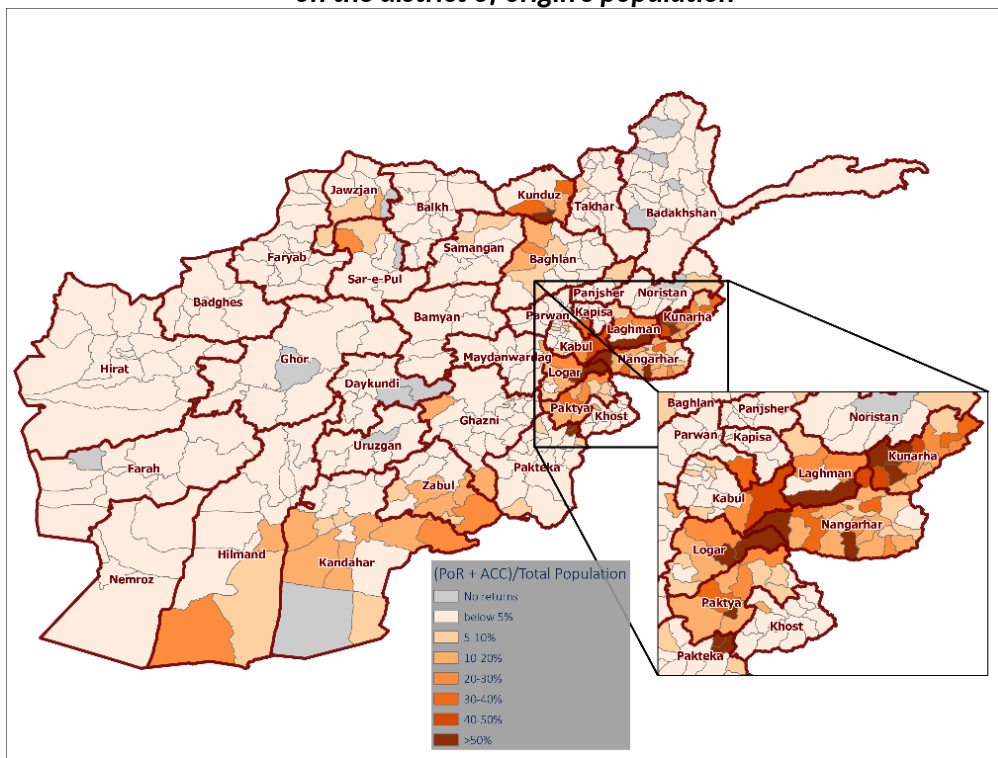 on the district of origin's population
Jawzjan
Balkh
Kunduz
Takhar
Badakhshan
Faryab
Samangan
Baghlan
Sar-e-Pul
Badghes
Bamyan
Panjsher
Noristan
Parwan
Kapisa
Laghman
Kunarha
Kabul
Hirat
Ghor
Maydanwardag
Nangarhar
Logar
Daykundi
Paktya
Khost
Ghazni
Uruzgan
Farah
Zabul
Pakteka
Hilmand
Kandahar
Nemroz
Baghlan
Panjsher
Noristan
Parwan
Kapisa
Laghman
Kunarha
Kabul
Nangarhar
Logar
Paktya
Khost
Pakteka
(PoR + ACC)/Total Population
No returns
below 5%
5-10%
10-20%
20-30%
30-40%
40-50%
>50%